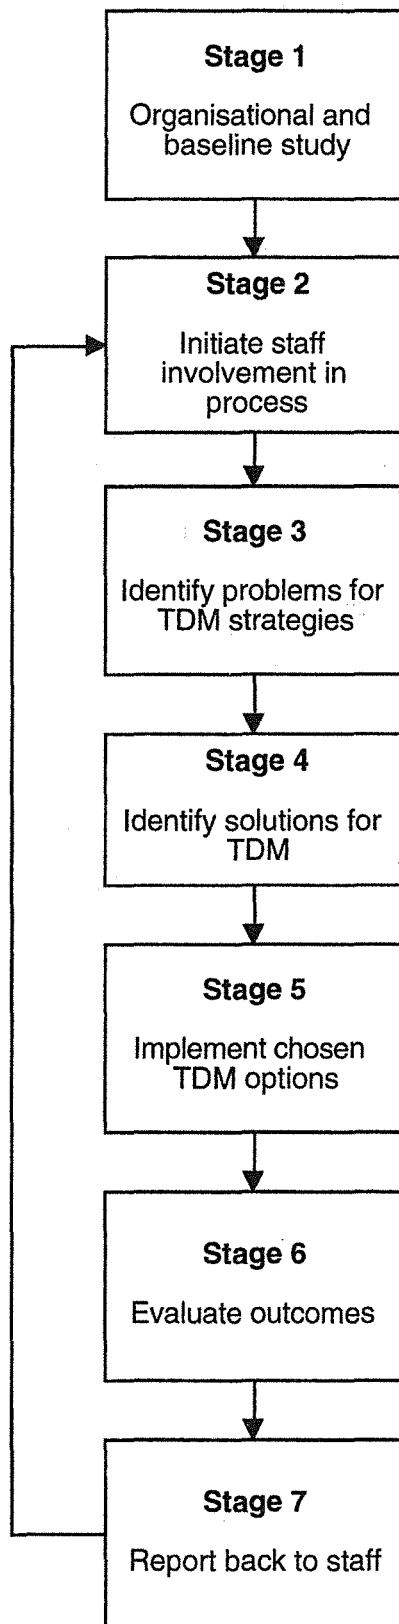 Stage 1
Organisational and
baseline study
Stage 2
Initiate staff
involvement in
process
Stage 3
Identify problems for
TDM strategies
Stage 4
Identify solutions for
TDM
Stage 5
Implement chosen
TDM options
Stage 6
Evaluate outcomes
Stage 7
Report back to staff